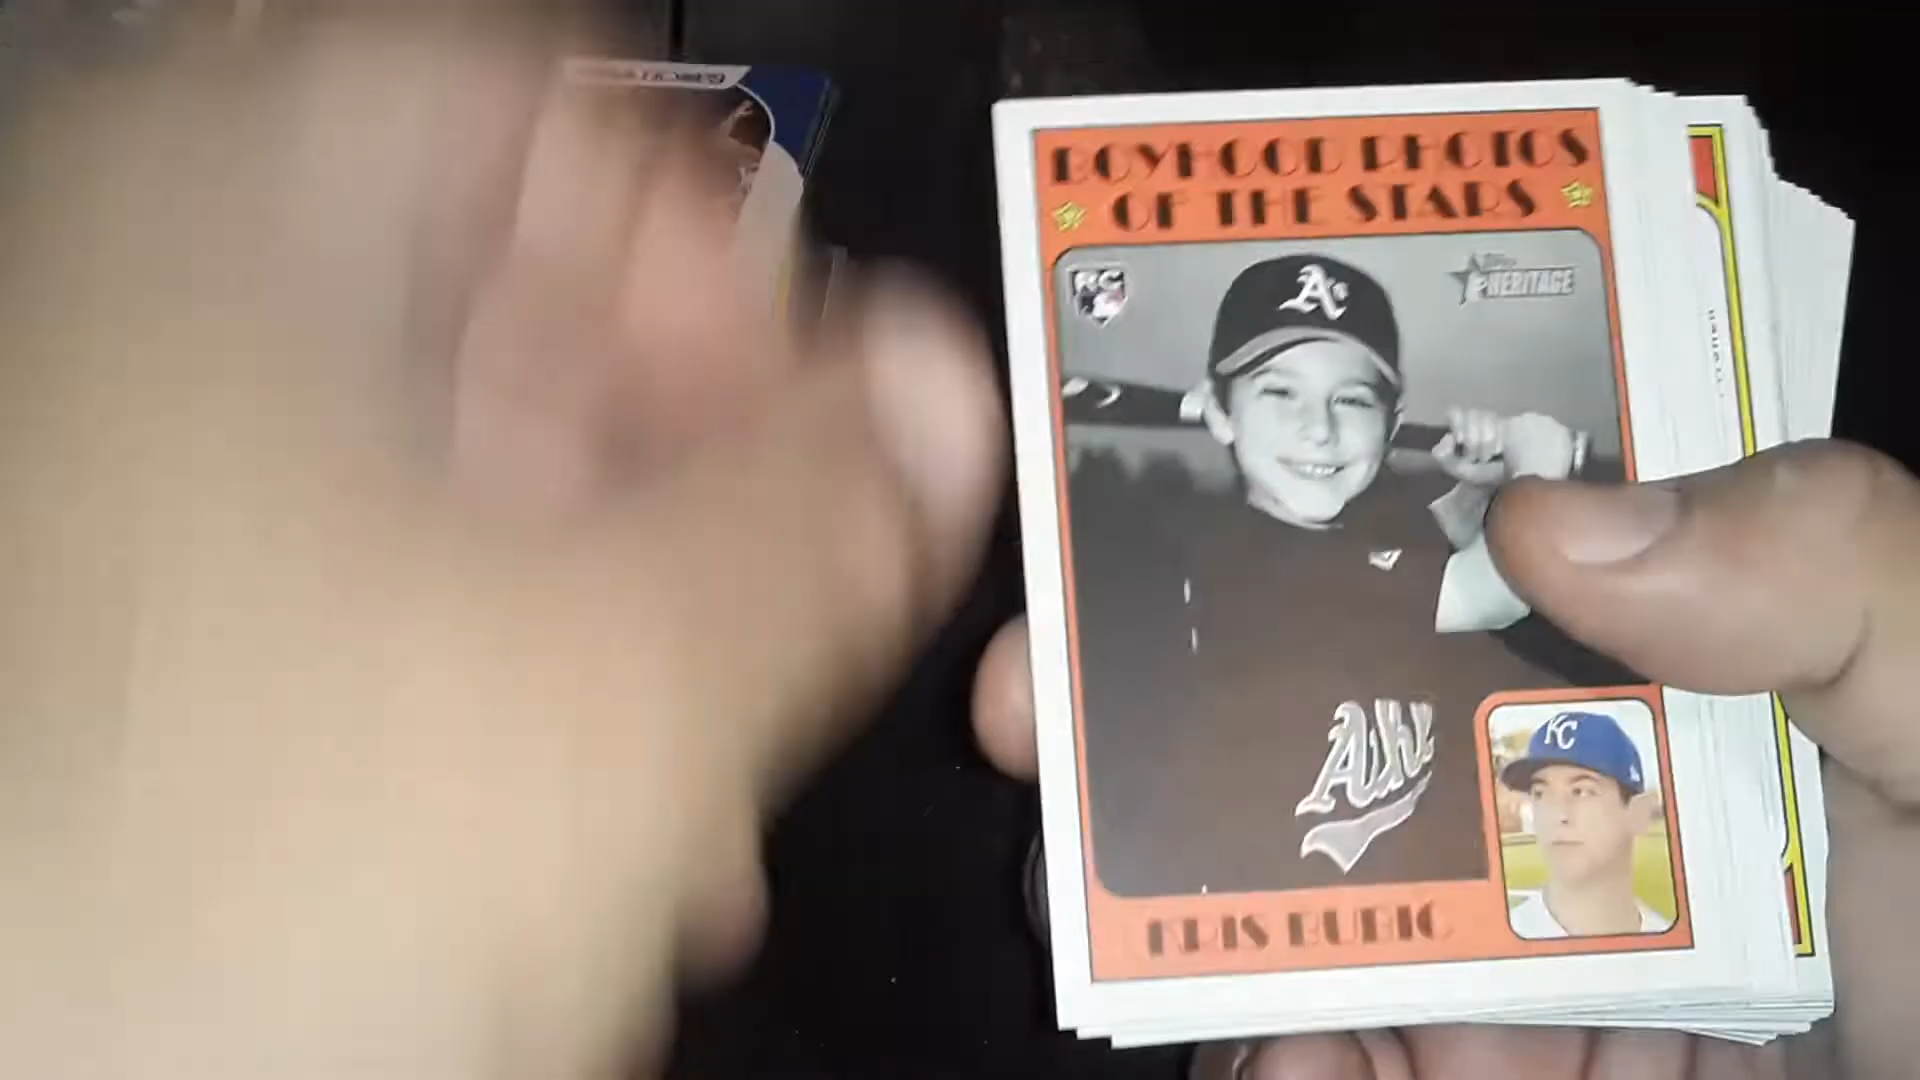 BOYHOOD PHOTOS
OF THE STARS
RC
Topps
HERITAGE
A's
KC
KRIS BUBIC